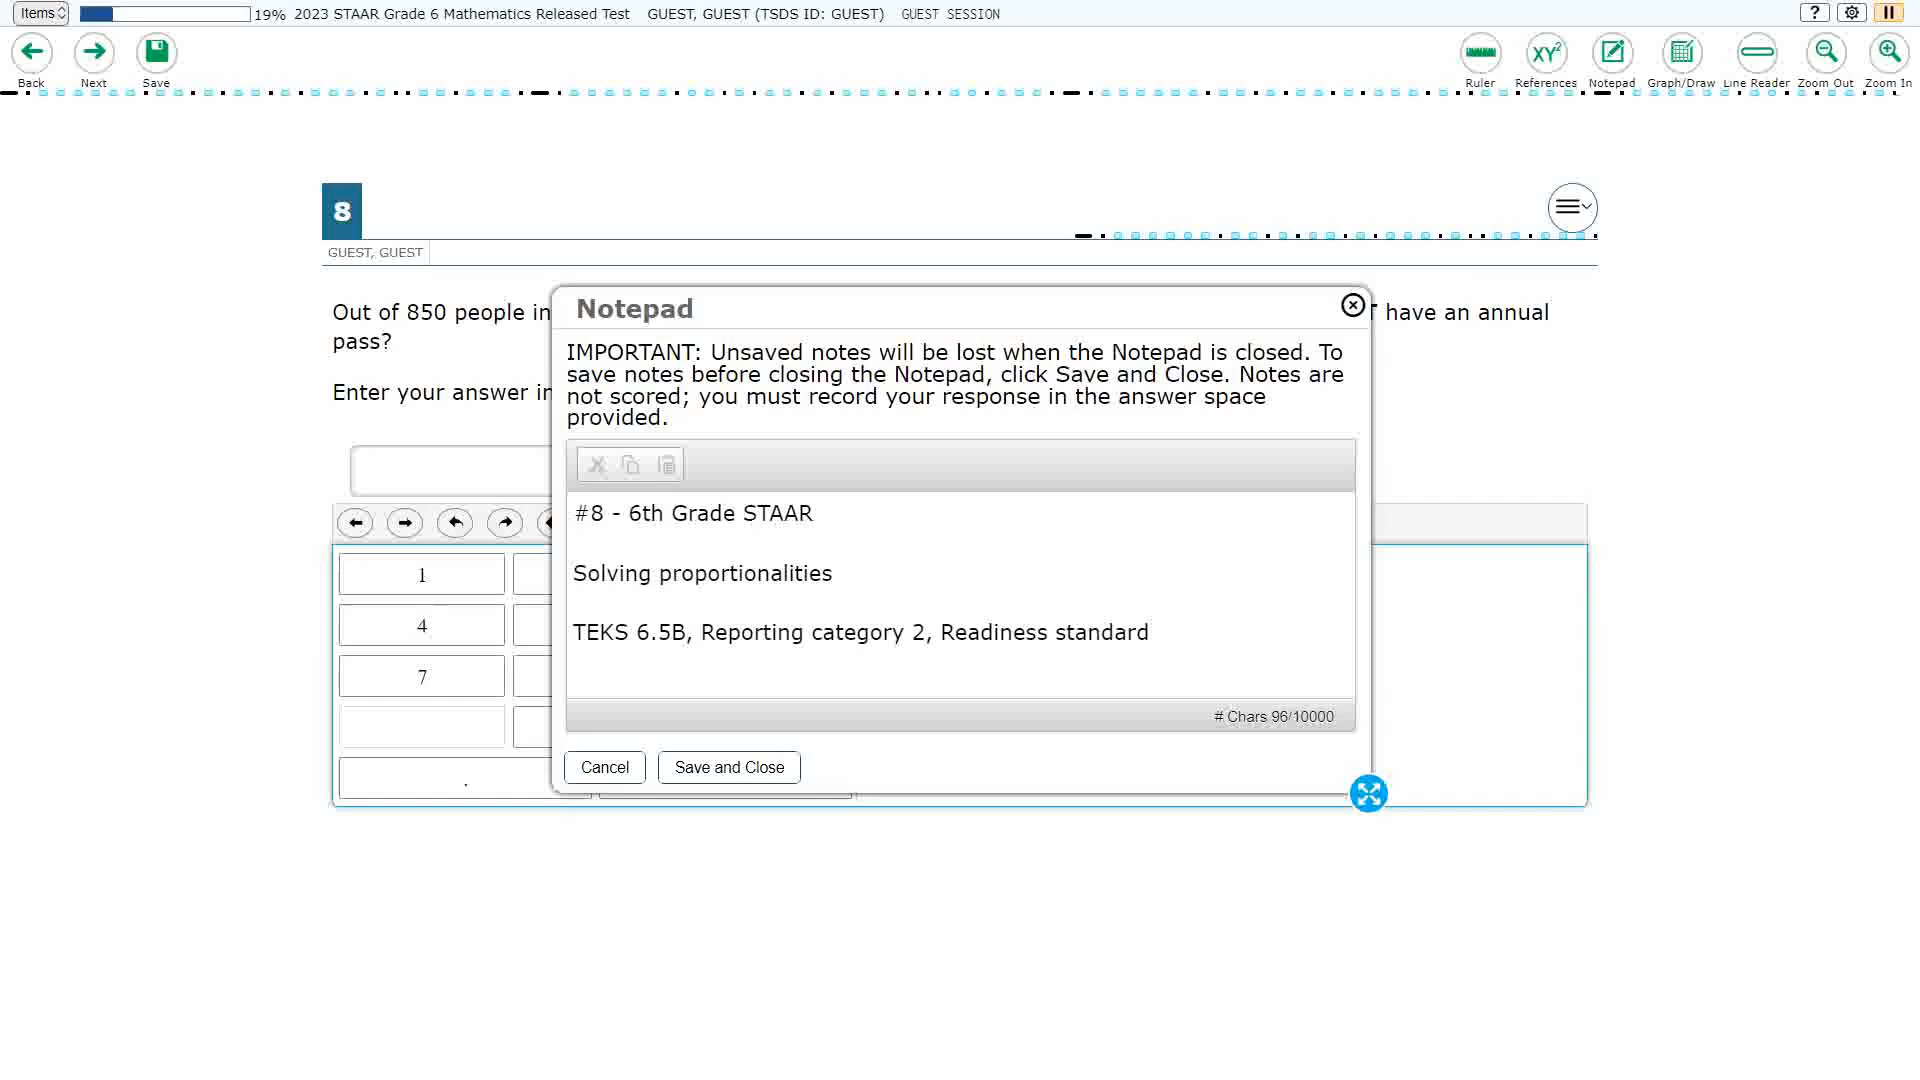 Items 19% 2023 STAAR Grade 6 Mathematics Released Test GUEST, GUEST (TSDS ID: GUEST) GUEST SESSION ?
Back Next Save Ruler XY² References Notepad Graph/Draw Line Reader Zoom Out Zoom In
8
GUEST, GUEST
Out of 850 people in have an annual
pass?
Enter your answer in
Notepad
IMPORTANT: Unsaved notes will be lost when the Notepad is closed. To
save notes before closing the Notepad, click Save and Close. Notes are
not scored; you must record your response in the answer space
provided.
#8 - 6th Grade STAAR
Solving proportionalities
TEKS 6.5B, Reporting category 2, Readiness standard
# Chars 96/10000
Cancel Save and Close
1
4
7
.